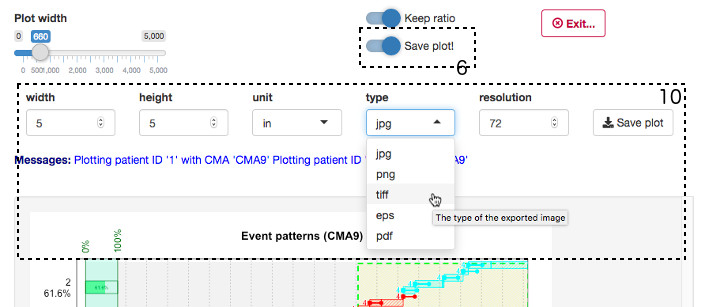 Plot width
Keep ratio
Exit...
0 660 5,000
Save plot!
0 5001,000 2,000 3,000 4,000 5,000
6
10
width height unit type resolution
5 5 in jpg 72 Save plot
Messages: Plotting patient ID '1' with CMA 'CMA9' Plotting patient ID '
A9'
jpg
png
tiff
eps
pdf
The type of the exported image
Event patterns (CMA9)
0%
100%
2
61.6%